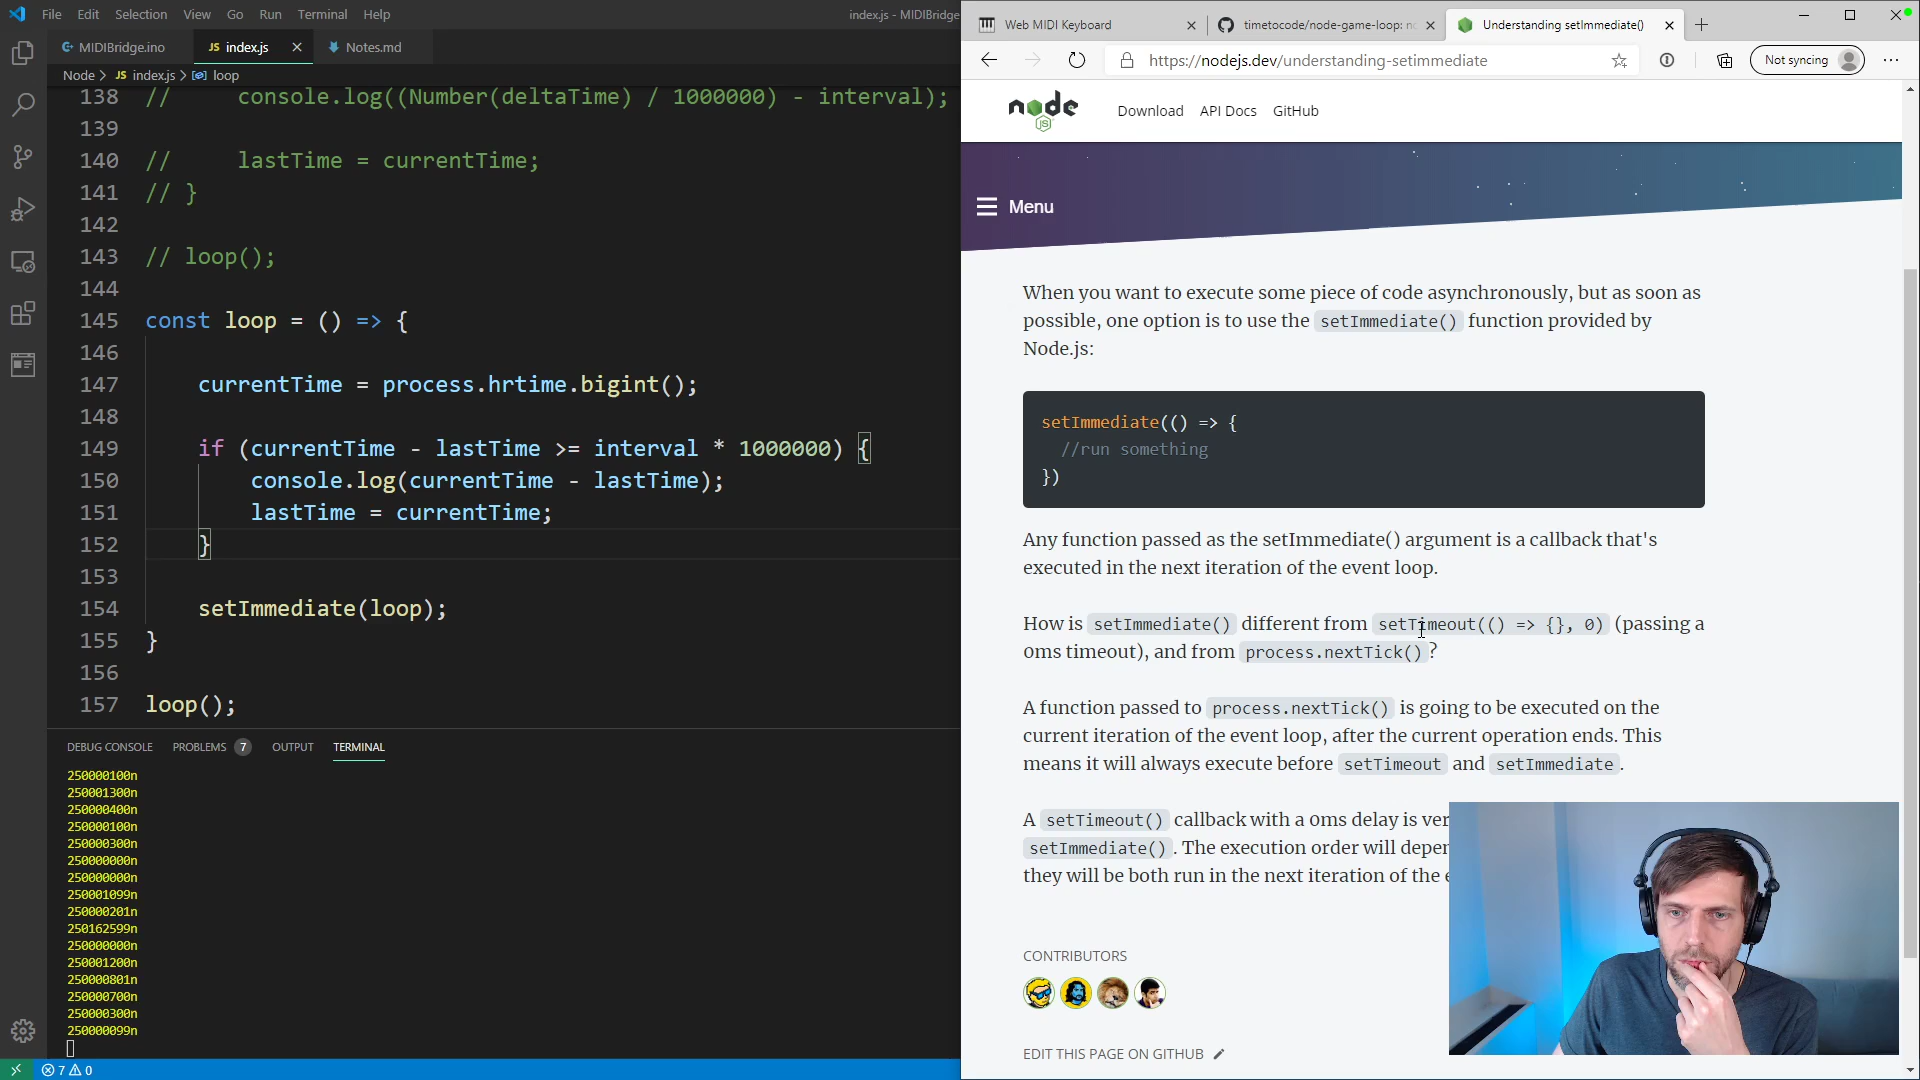 File Edit Selection View Go Run Terminal Help
index.js - MIDIBridge
MIDIBridge.ino
JS index.js
Notes.md
Node > JS index.js > loop
138 // console.log((Number(deltaTime) / 1000000) - interval);
139
140 // lastTime = currentTime;
141 // }
142
143 // loop();
144
145 const loop = () => {
146
147 currentTime = process.hrtime.bigint();
148
149 if (currentTime - lastTime >= interval * 1000000) {
150 console.log(currentTime - lastTime);
151 lastTime = currentTime;
152 }
153
154 setImmediate(loop);
155 }
156
157 loop();
DEBUG CONSOLE PROBLEMS 7 OUTPUT TERMINAL
250000100n
250001300n
250000400n
250000100n
250000300n
250000000n
250000000n
250001099n
250000201n
250162599n
250000000n
250001200n
250000801n
250000700n
250000300n
250000099n
7 0
Web MIDI Keyboard
timetocode/node-game-loop:
Understanding setImmediate()
https://nodejs.dev/understanding-setimmediate
Not syncing
node
JS
Download API Docs GitHub
Menu
When you want to execute some piece of code asynchronously, but as soon as
possible, one option is to use the setImmediate() function provided by
Node.js:
setImmediate(() => {
//run something
})
Any function passed as the setImmediate() argument is a callback that's
executed in the next iteration of the event loop.
How is setImmediate() different from setTimeout(() => {}, 0) (passing a
0ms timeout), and from process.nextTick()?
A function passed to process.nextTick() is going to be executed on the
current iteration of the event loop, after the current operation ends. This
means it will always execute before setTimeout and setImmediate.
A setTimeout() callback with a 0ms delay is ver
setImmediate(). The execution order will depen
they will be both run in the next iteration of the e
CONTRIBUTORS
EDIT THIS PAGE ON GITHUB